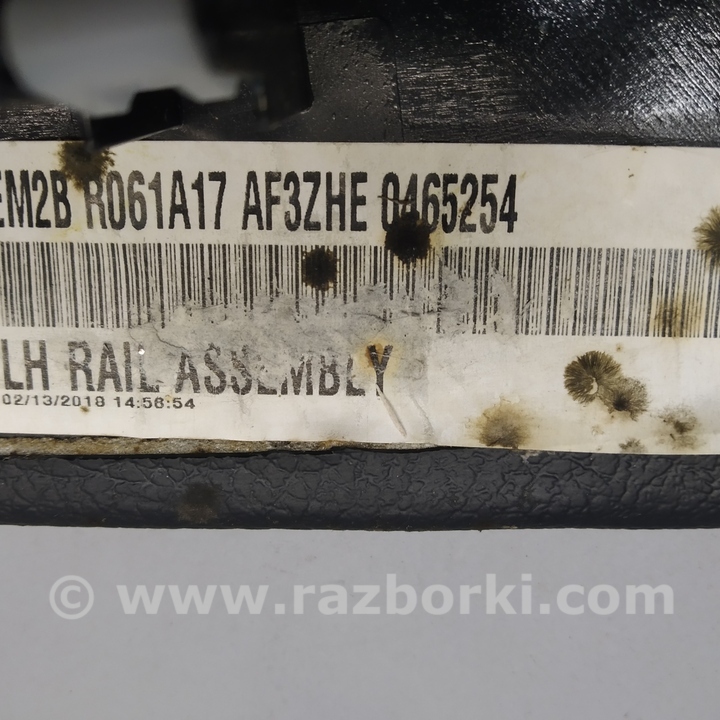 EM2B R061A17 AF3ZHE 0465254
LH RAIL ASSEMBLY
02/13/2018 14:56:54
© www.razborki.com